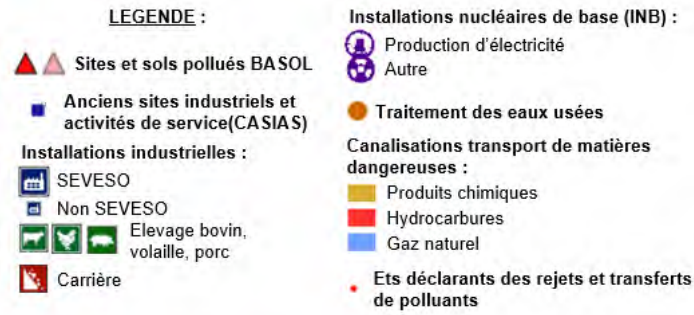 LEGENDE :
Sites et sols pollués BASOL
Anciens sites industriels et
activités de service(CASIAS)
Installations industrielles :
SEVESO
Non SEVESO
Elevage bovin,
volaille, porc
Carrière
Installations nucléaires de base (INB) :
Production d'électricité
Autre
Traitement des eaux usées
Canalisations transport de matières
dangereuses :
Produits chimiques
Hydrocarbures
Gaz naturel
Ets déclarants des rejets et transferts
de polluants